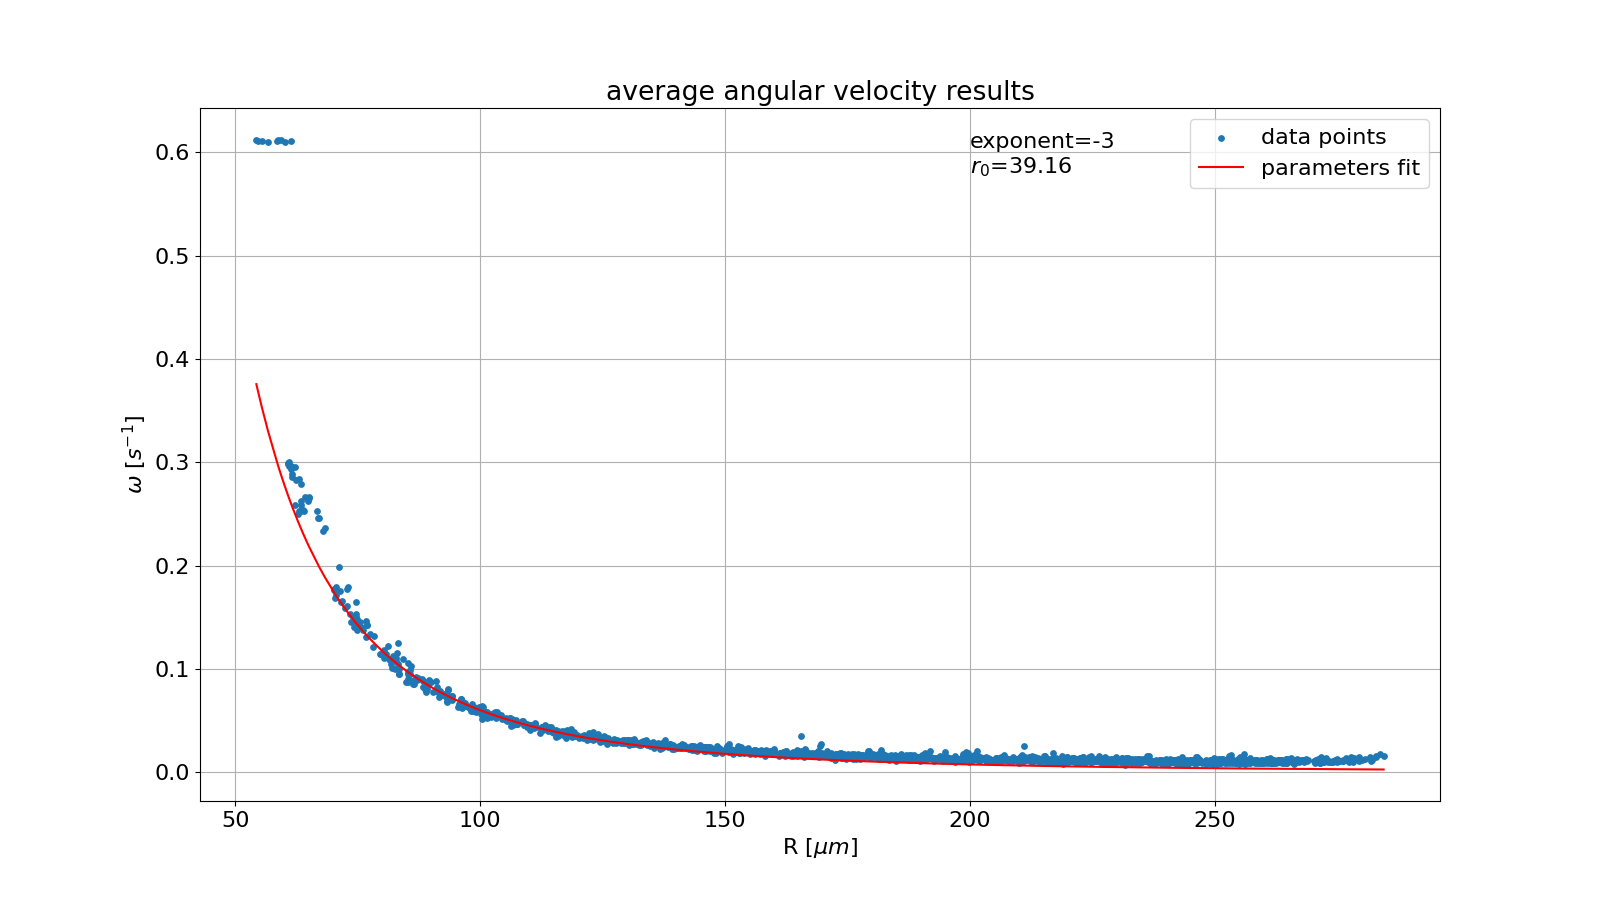 average angular velocity results
exponent=-3
r₀=39.16
data points
parameters fit
0.6
0.5
0.4
0.3
0.2
0.1
0.0
ω [s⁻¹]
50 100 150 200 250
R [μm]